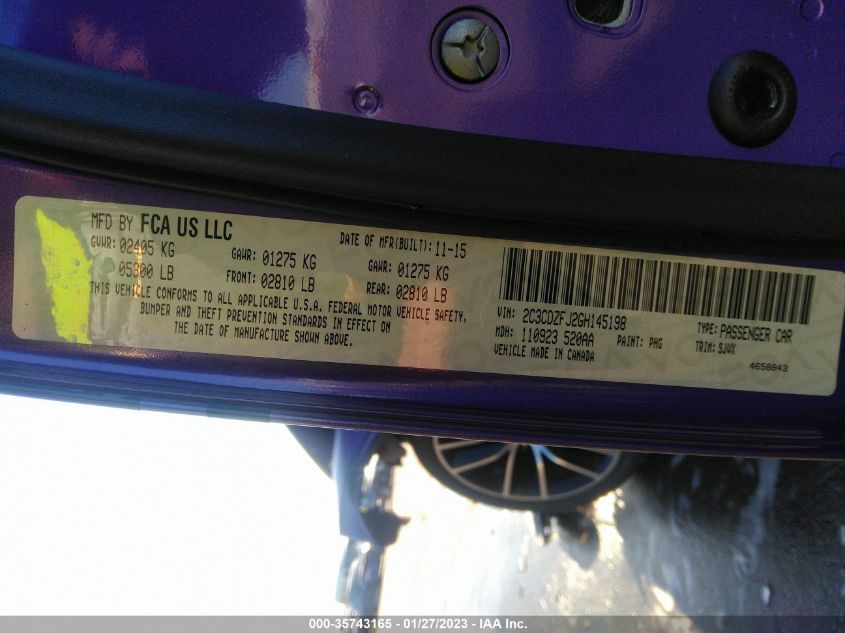 MFD BY FCA US LLC
DATE OF MFR(BUILT): 11-15
GVWR: 02405 KG
GAWR: 01275 KG
GAWR: 01275 KG
05300 LB
FRONT: 02810 LB
REAR: 02810 LB
THIS VEHICLE CONFORMS TO ALL APPLICABLE U.S.A. FEDERAL MOTOR VEHICLE SAFETY,
BUMPER AND THEFT PREVENTION STANDARDS IN EFFECT ON
THE DATE OF MANUFACTURE SHOWN ABOVE.
VIN: 2C3CDZFJ2GH145198
TYPE: PASSENGER CAR
MDH: 110923 520AA
PAINT: PHG
TRIM: SJVX
VEHICLE MADE IN CANADA
4658843
000-35743165 - 01/27/2023 - IAA Inc.